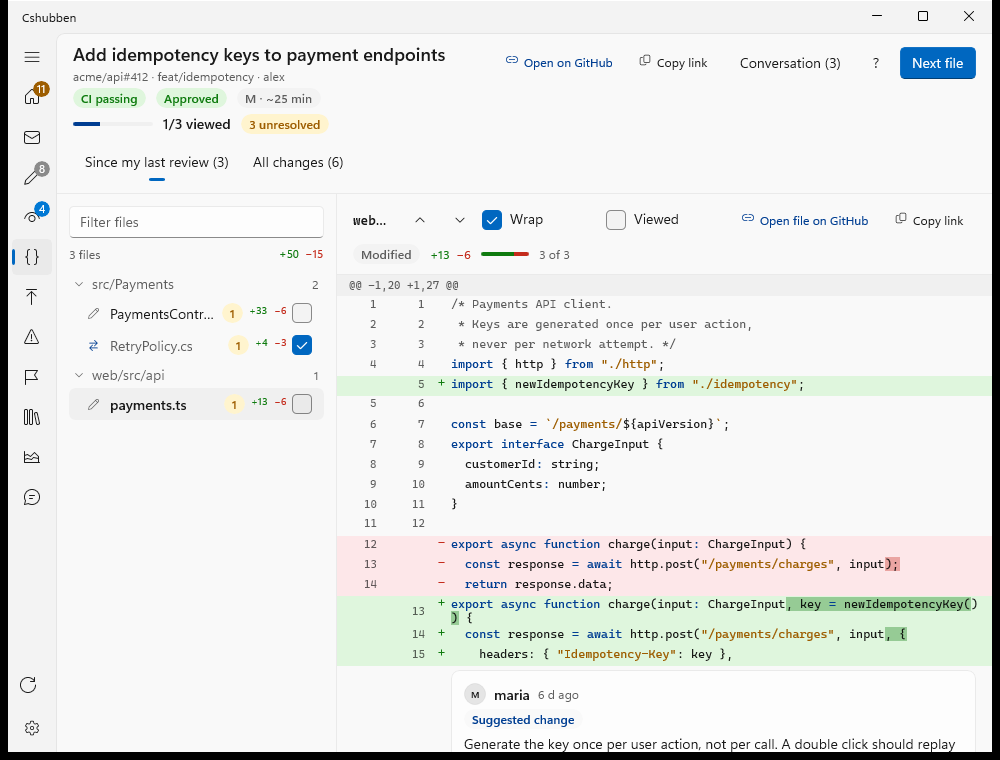 Cshubben
Add idempotency keys to payment endpoints
acme/api#412 · feat/idempotency · alex
Open on GitHub
Copy link
Conversation (3)
?
Next file
CI passing
Approved
M · ~25 min
1/3 viewed
3 unresolved
Since my last review (3)
All changes (6)
11
8
4
Filter files
3 files
+50 −15
src/Payments
2
PaymentsContr...
1
+33 −6
RetryPolicy.cs
1
+4 −3
web/src/api
1
payments.ts
1
+13 −6
web...
Wrap
Viewed
Open file on GitHub
Copy link
Modified
+13 −6
3 of 3
@@ −1,20 +1,27 @@
1 1 /* Payments API client.
2 2 * Keys are generated once per user action,
3 3 * never per network attempt. */
4 4 import { http } from "./http";
5 + import { newIdempotencyKey } from "./idempotency";
5 6
6 7 const base = `/payments/${apiVersion}`;
7 8 export interface ChargeInput {
8 9 customerId: string;
9 10 amountCents: number;
10 11 }
11 12
12 − export async function charge(input: ChargeInput) {
13 − const response = await http.post("/payments/charges", input);
14 − return response.data;
13 + export async function charge(input: ChargeInput, key = newIdempotencyKey()
) {
14 + const response = await http.post("/payments/charges", input, {
15 + headers: { "Idempotency-Key": key },
M
maria
6 d ago
Suggested change
Generate the key once per user action, not per call. A double click should replay